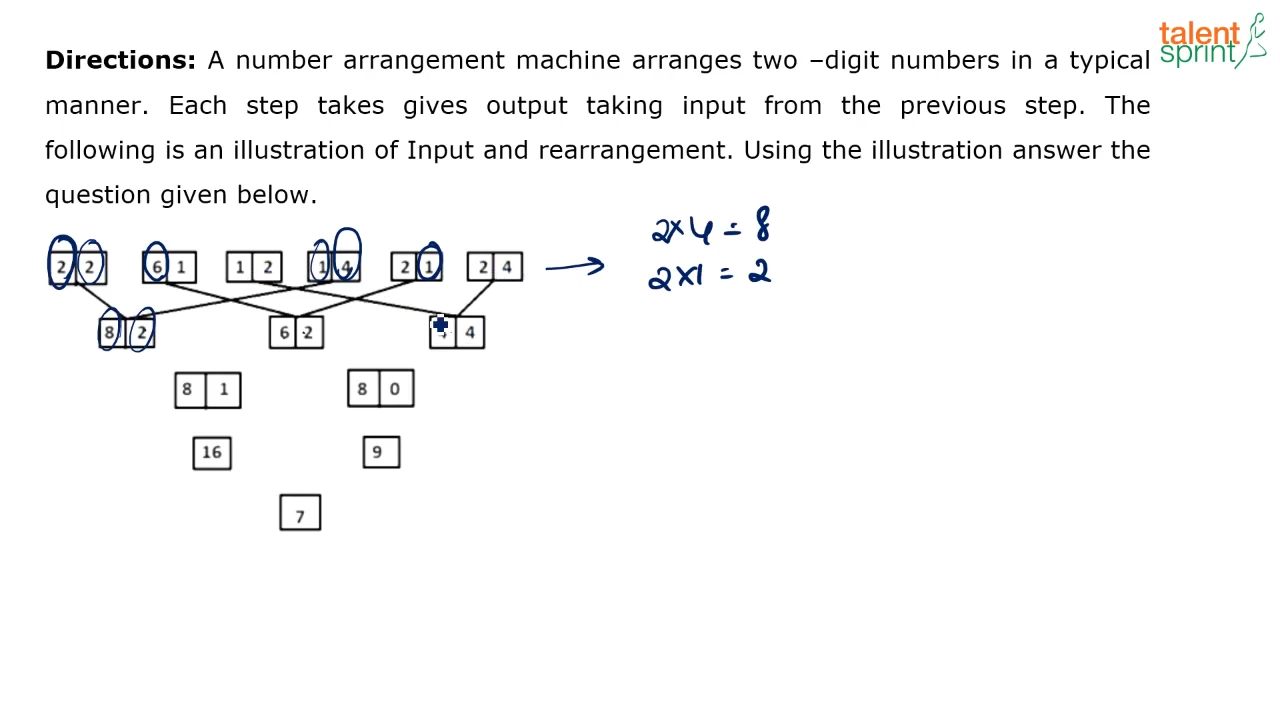 talent
sprint
Directions: A number arrangement machine arranges two –digit numbers in a typical
manner. Each step takes gives output taking input from the previous step. The
following is an illustration of Input and rearrangement. Using the illustration answer the
question given below.
2×4 = 8
2 2 6 1 1 2 1 4 2 1 2 4
2×1 = 2
8 2 6 2 4
8 1 8 0
16 9
7